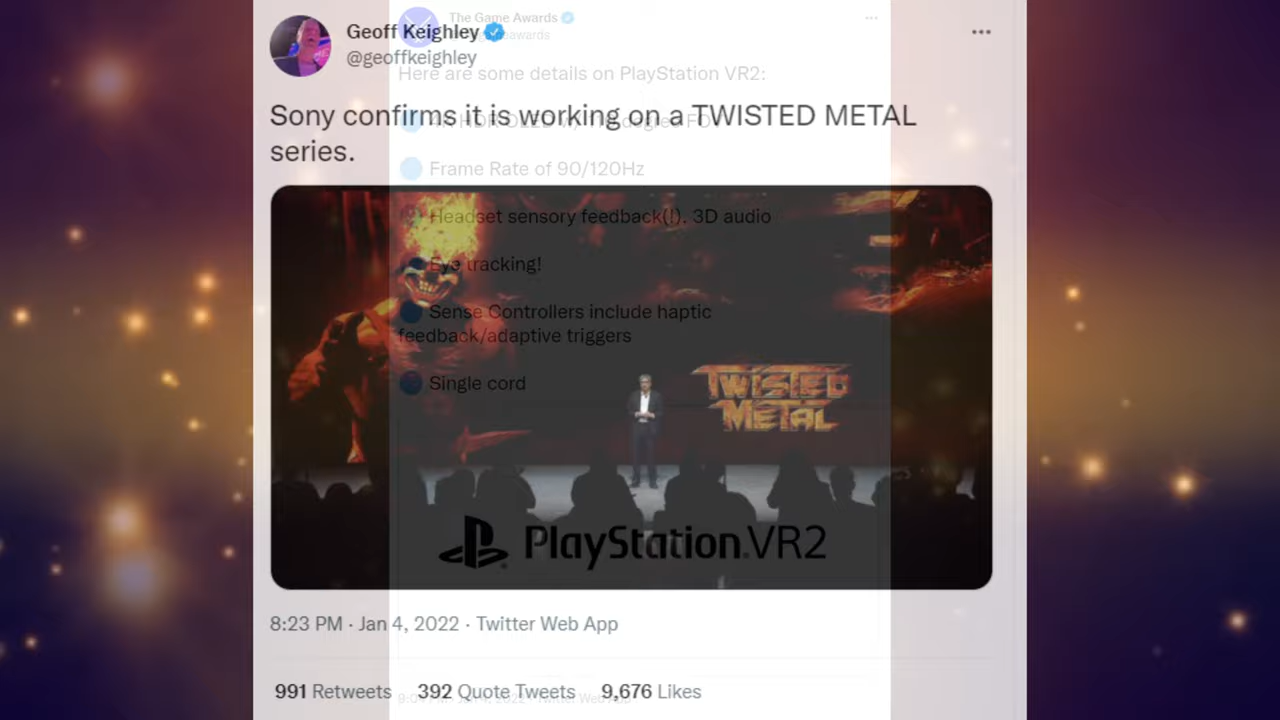 Geoff Keighley
@geoffkeighley
Sony confirms it is working on a TWISTED METAL
series.
TWISTED
METAL
8:23 PM · Jan 4, 2022 · Twitter Web App
991 Retweets 392 Quote Tweets 9,676 Likes
The Game Awards
Here are some details on PlayStation VR2:
Frame Rate of 90/120Hz
Headset sensory feedback(!). 3D audio
Eye tracking!
Sense Controllers include haptic
feedback/adaptive triggers
Single cord
PlayStation.VR2